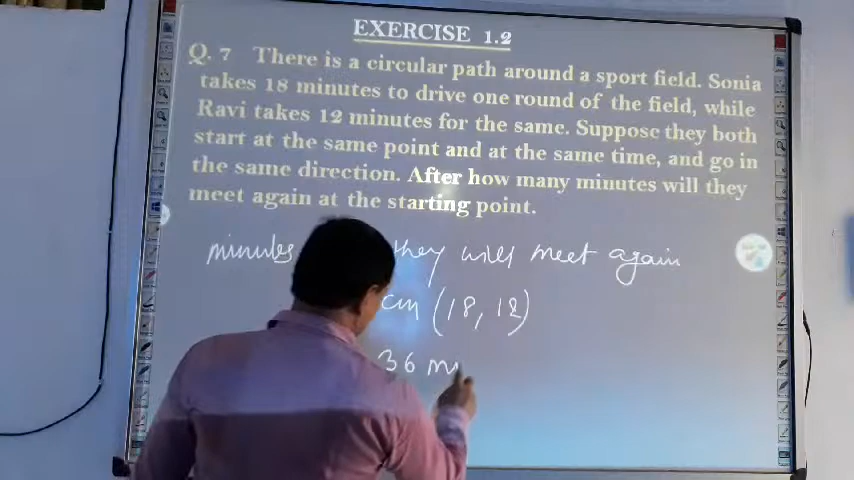 EXERCISE 1.2
Q. 7 There is a circular path around a sport field. Sonia
takes 18 minutes to drive one round of the field, while
Ravi takes 12 minutes for the same. Suppose they both
start at the same point and at the same time, and go in
the same direction. After how many minutes will they
meet again at the starting point.
minutes they will meet again
cm (18, 12)
36 m